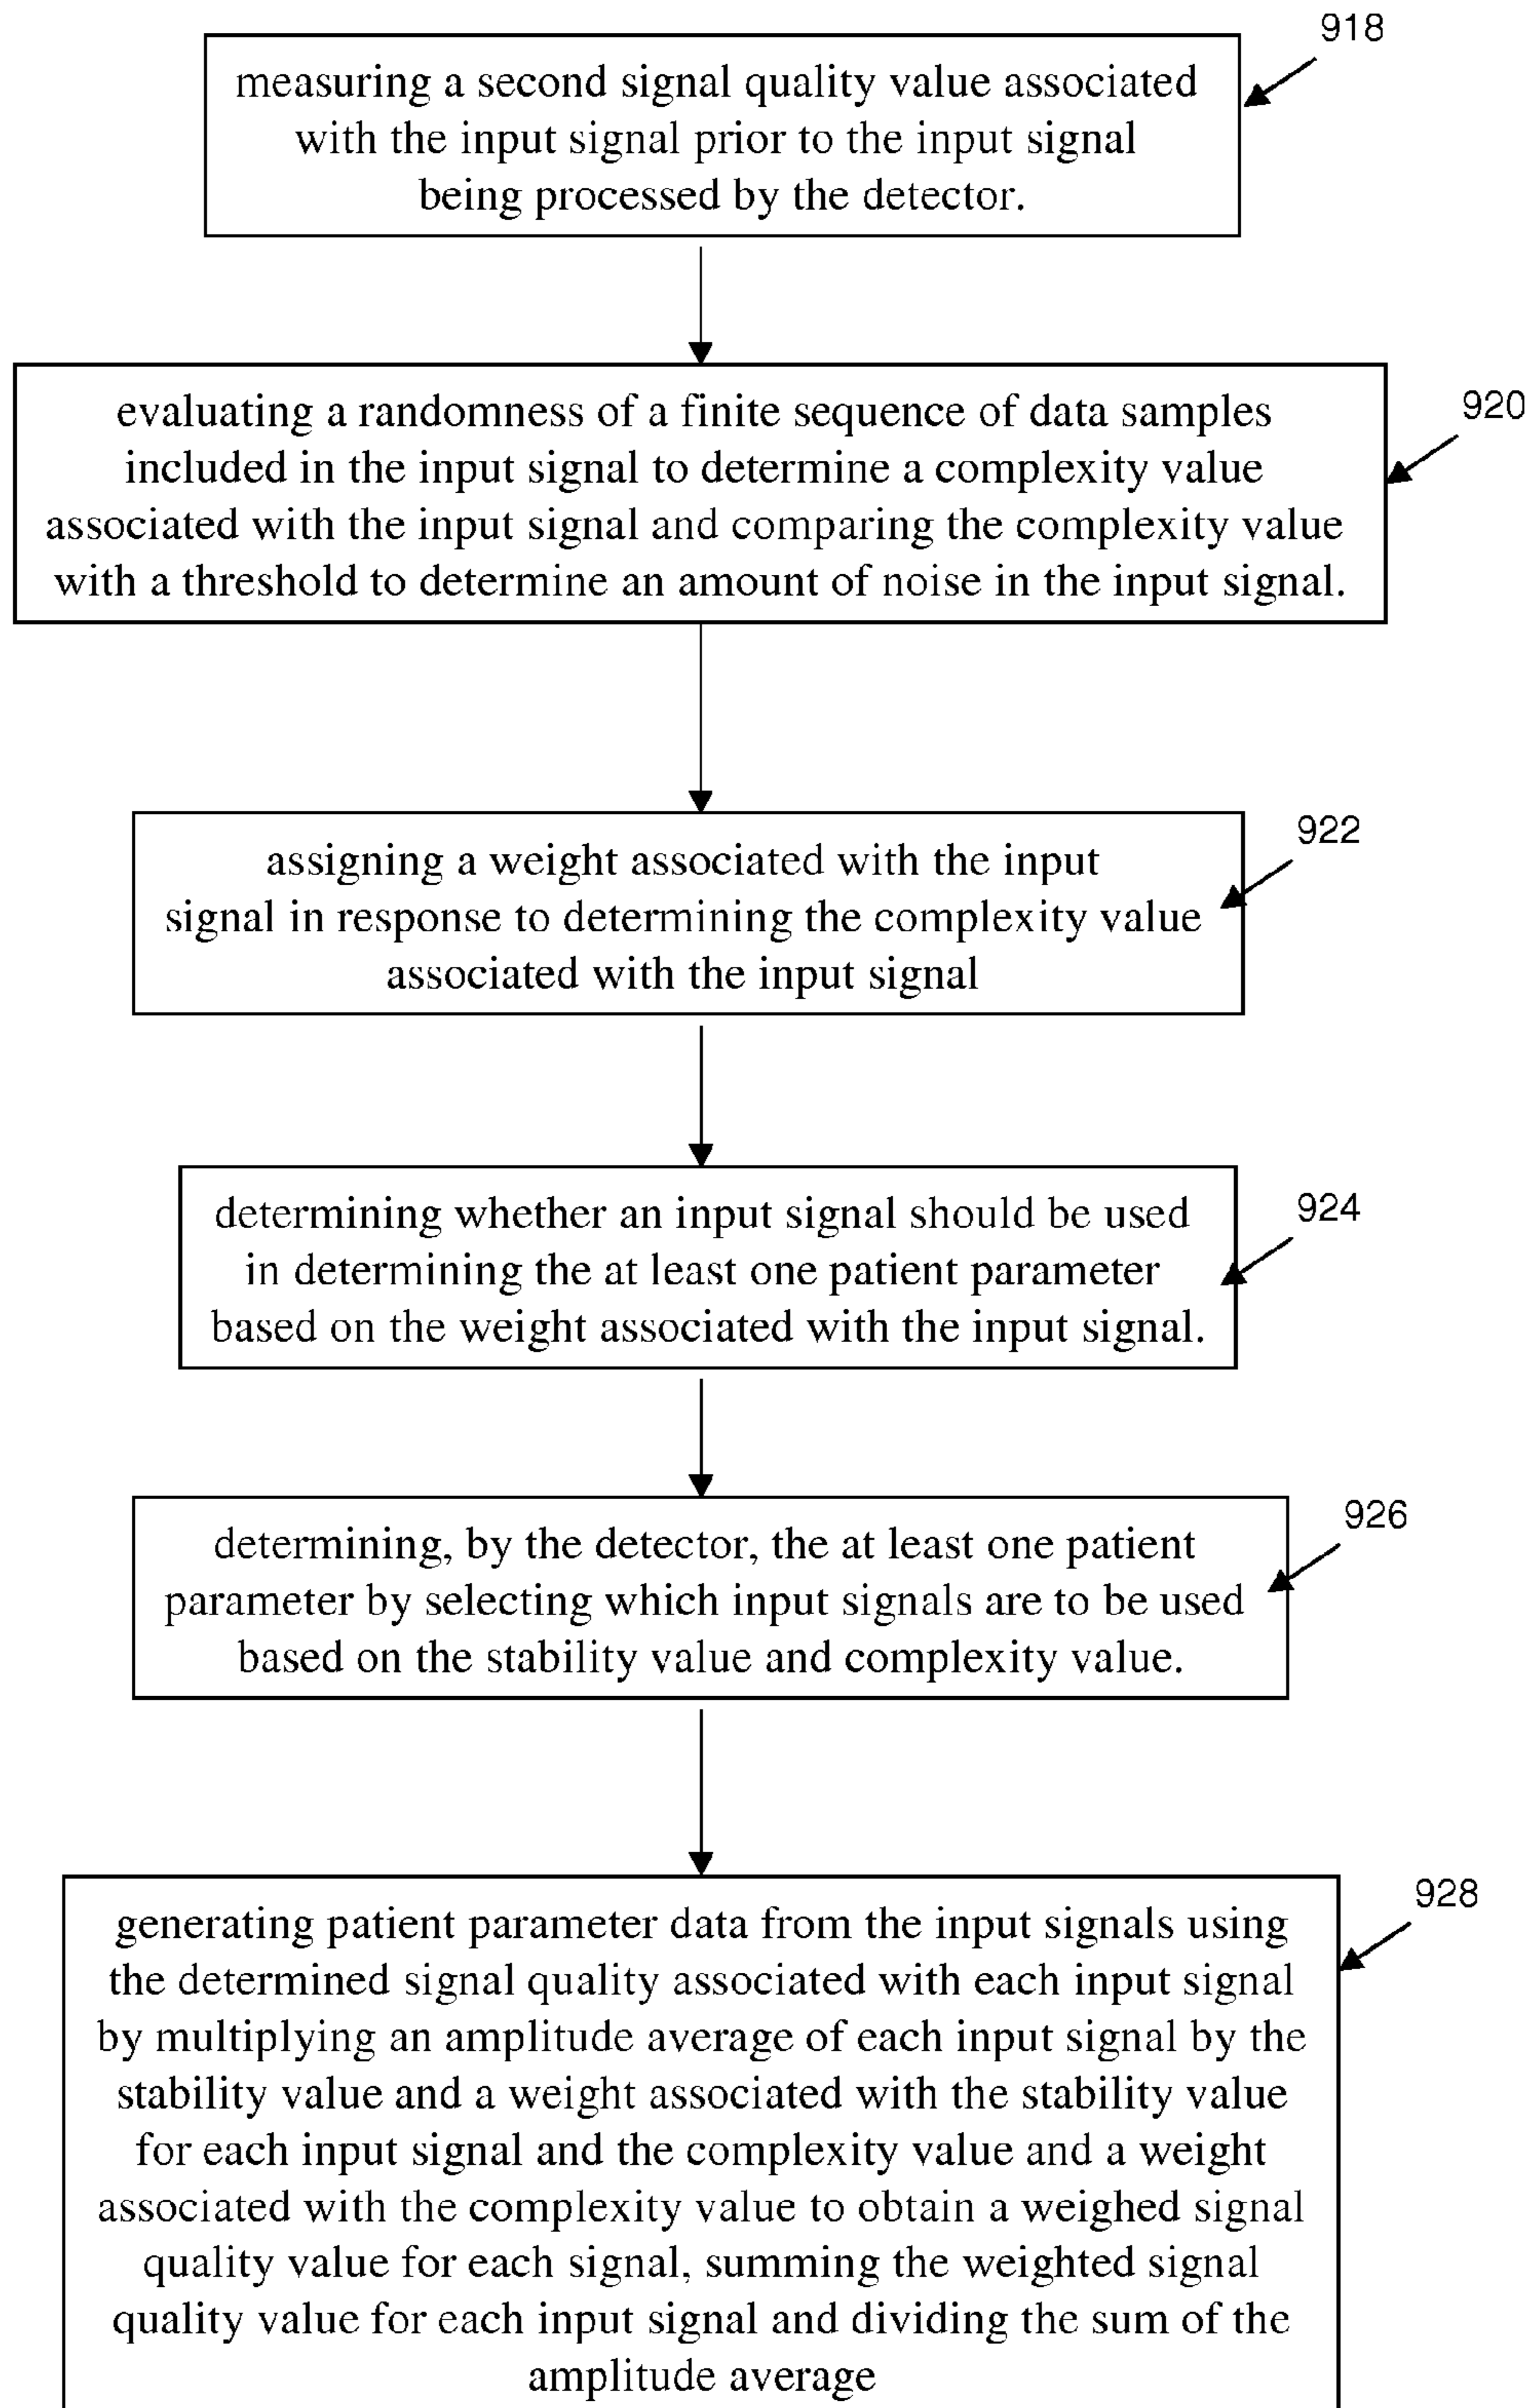 918
measuring a second signal quality value associated
with the input signal prior to the input signal
being processed by the detector.
920
evaluating a randomness of a finite sequence of data samples
included in the input signal to determine a complexity value
associated with the input signal and comparing the complexity value
with a threshold to determine an amount of noise in the input signal.
922
assigning a weight associated with the input
signal in response to determining the complexity value
associated with the input signal
924
determining whether an input signal should be used
in determining the at least one patient parameter
based on the weight associated with the input signal.
926
determining, by the detector, the at least one patient
parameter by selecting which input signals are to be used
based on the stability value and complexity value.
928
generating patient parameter data from the input signals using
the determined signal quality associated with each input signal
by multiplying an amplitude average of each input signal by the
stability value and a weight associated with the stability value
for each input signal and the complexity value and a weight
associated with the complexity value to obtain a weighed signal
quality value for each signal, summing the weighted signal
quality value for each input signal and dividing the sum of the
amplitude average